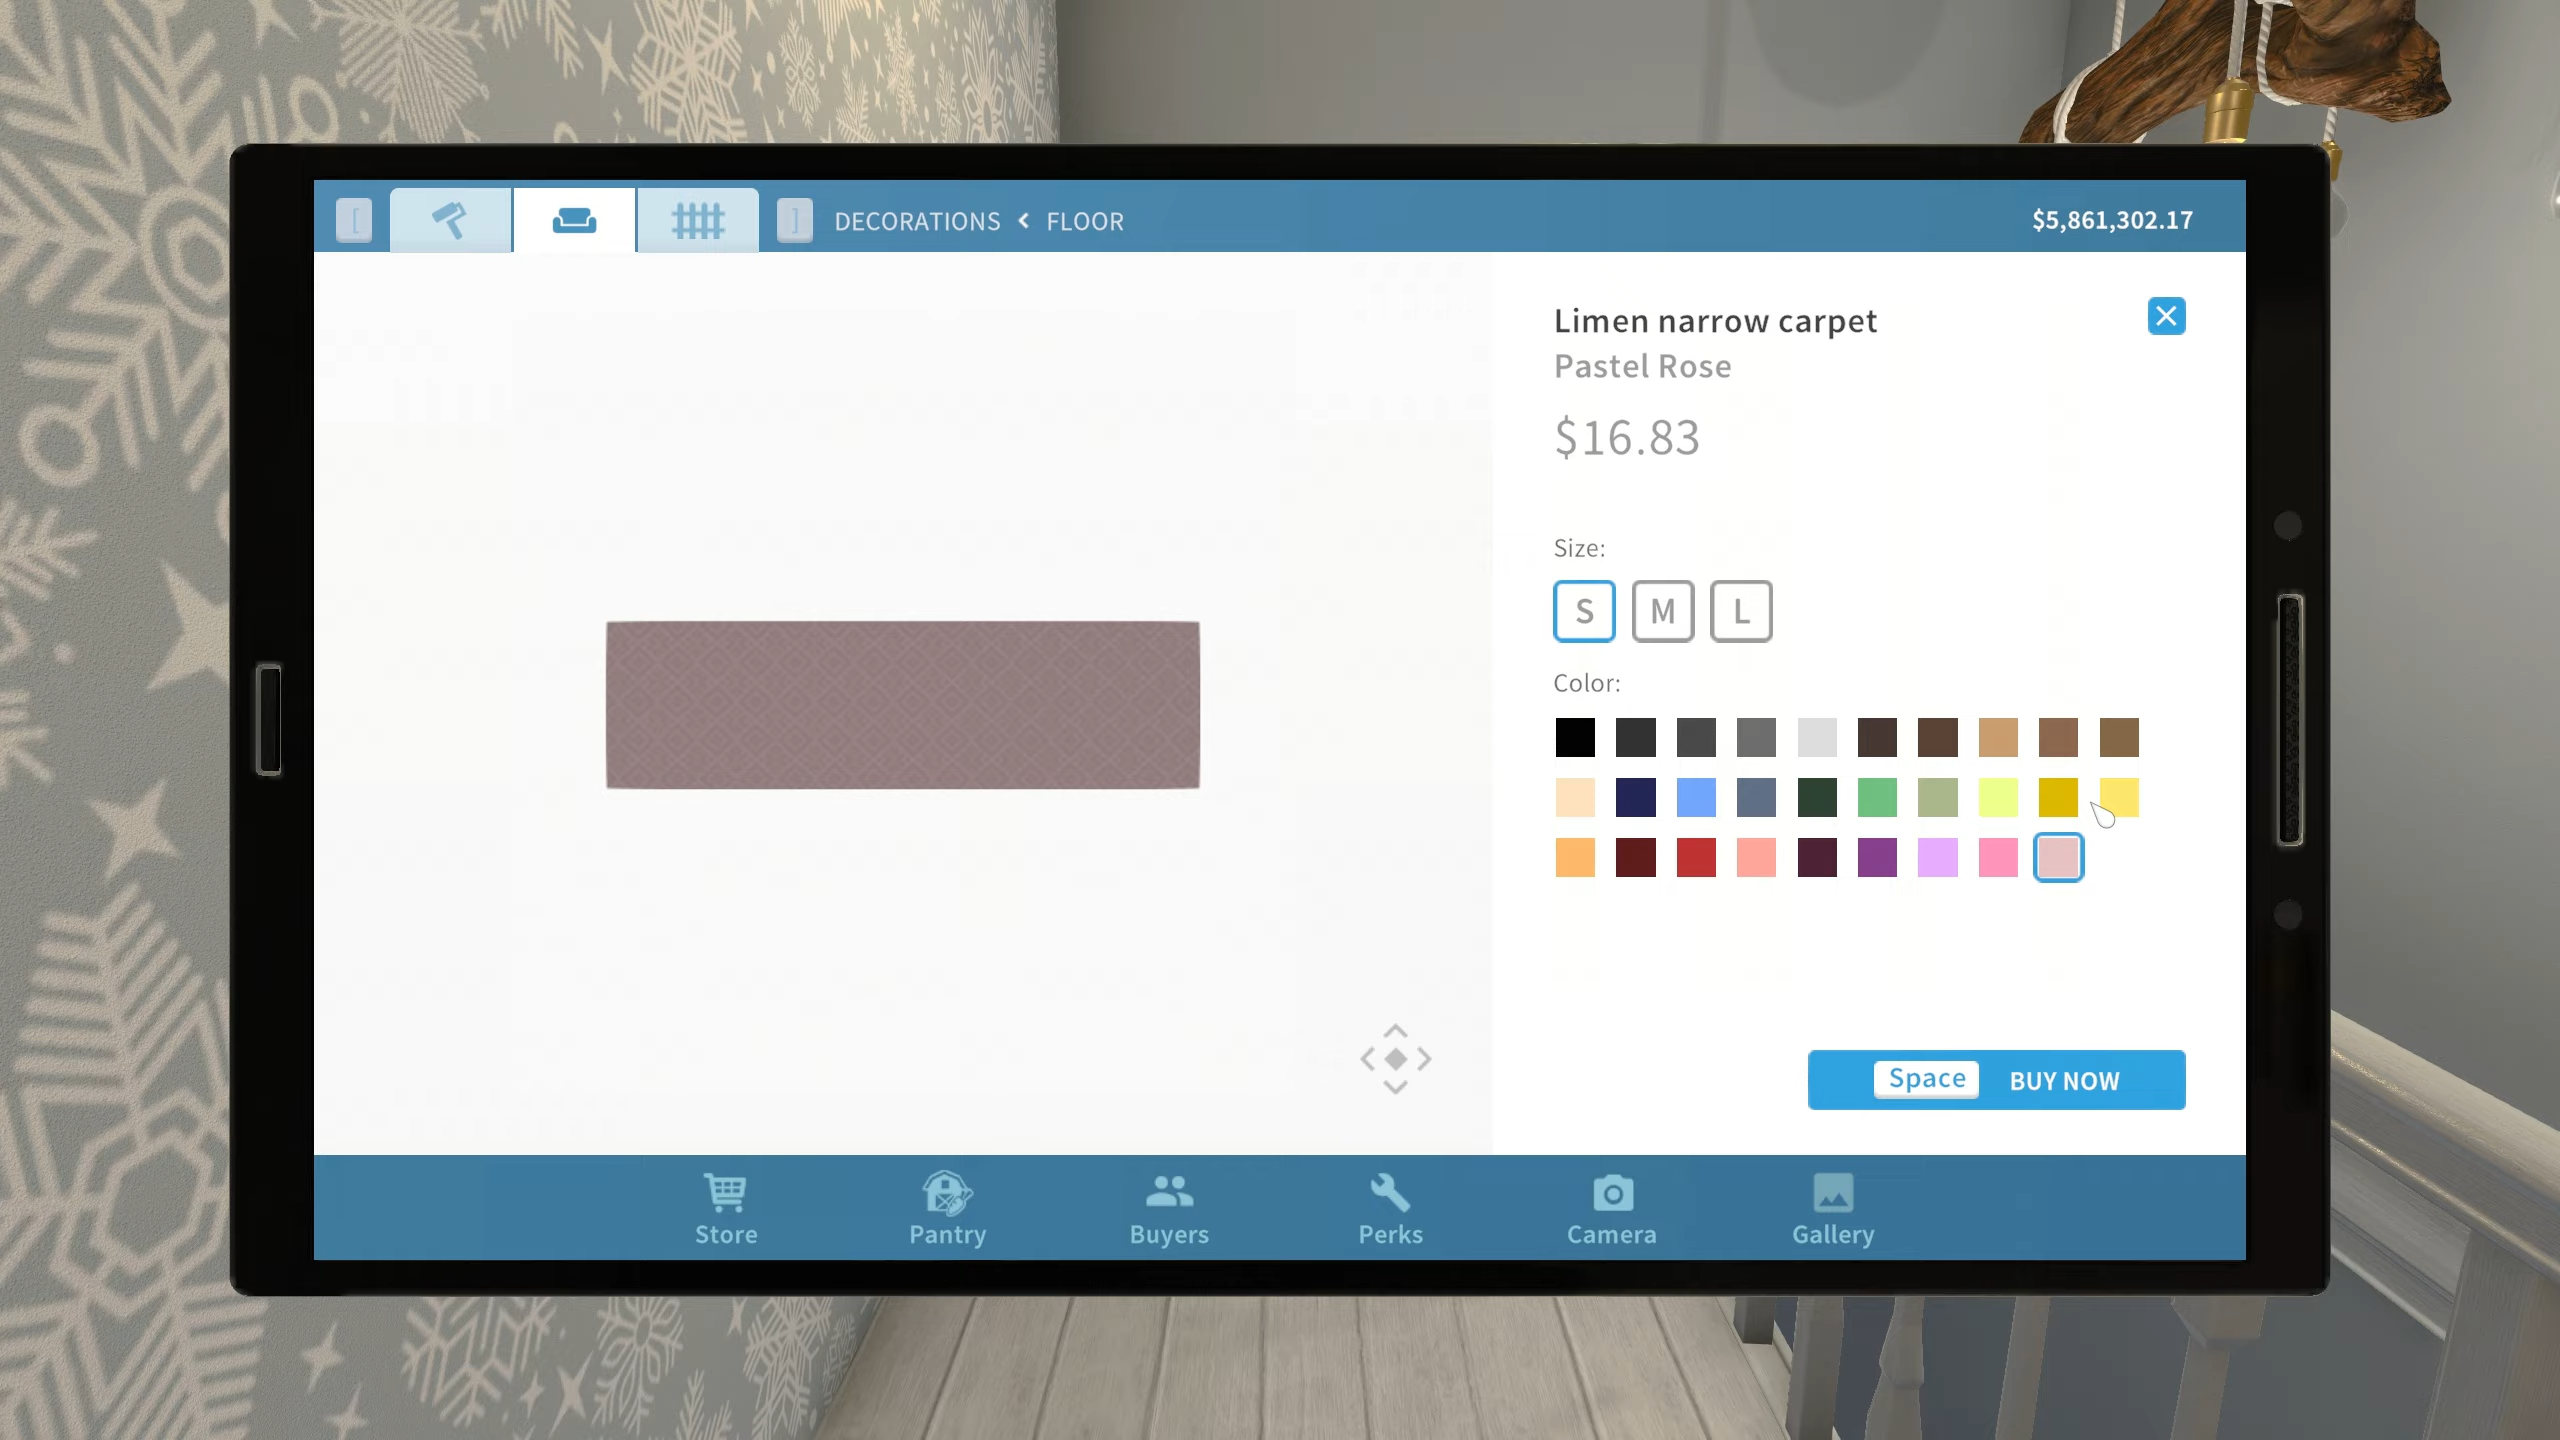 [ ] DECORATIONS < FLOOR $5,861,302.17
Limen narrow carpet
Pastel Rose
$16.83
Size:
S M L
Color:
Space BUY NOW
Store Pantry Buyers Perks Camera Gallery